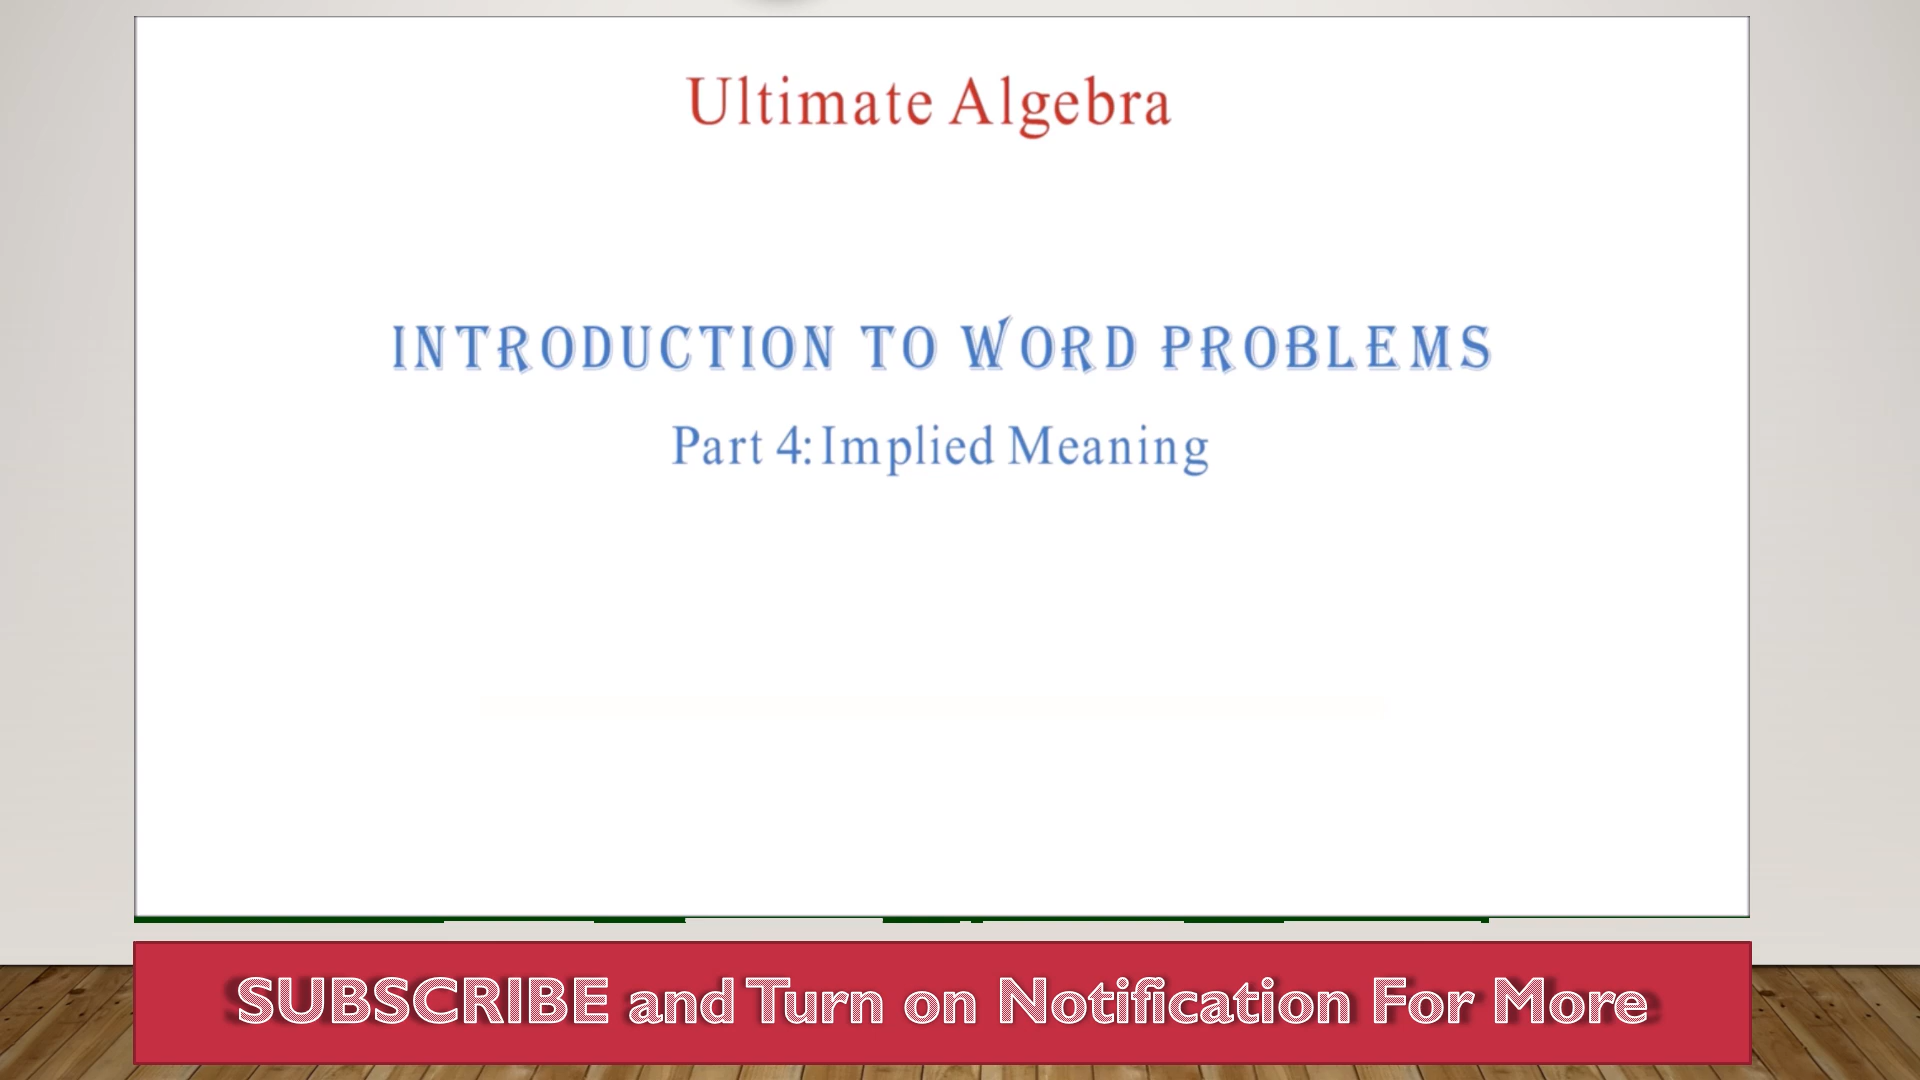 Ultimate Algebra
INTRODUCTION TO WORD PROBLEMS
Part 4: Implied Meaning
SUBSCRIBE and Turn on Notification For More